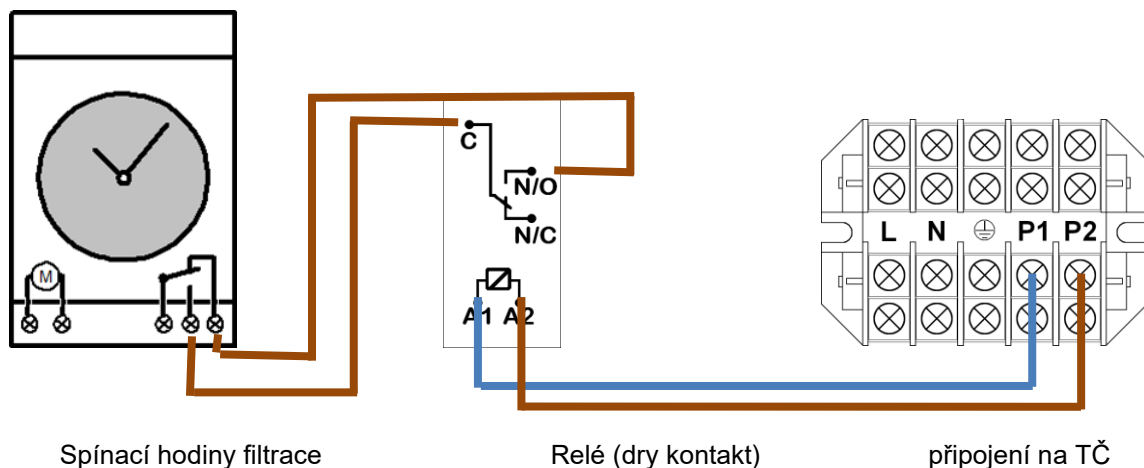 M
C
N/O
N/C
A1 A2
L N P1 P2
Spínací hodiny filtrace
Relé (dry kontakt)
připojení na TČ